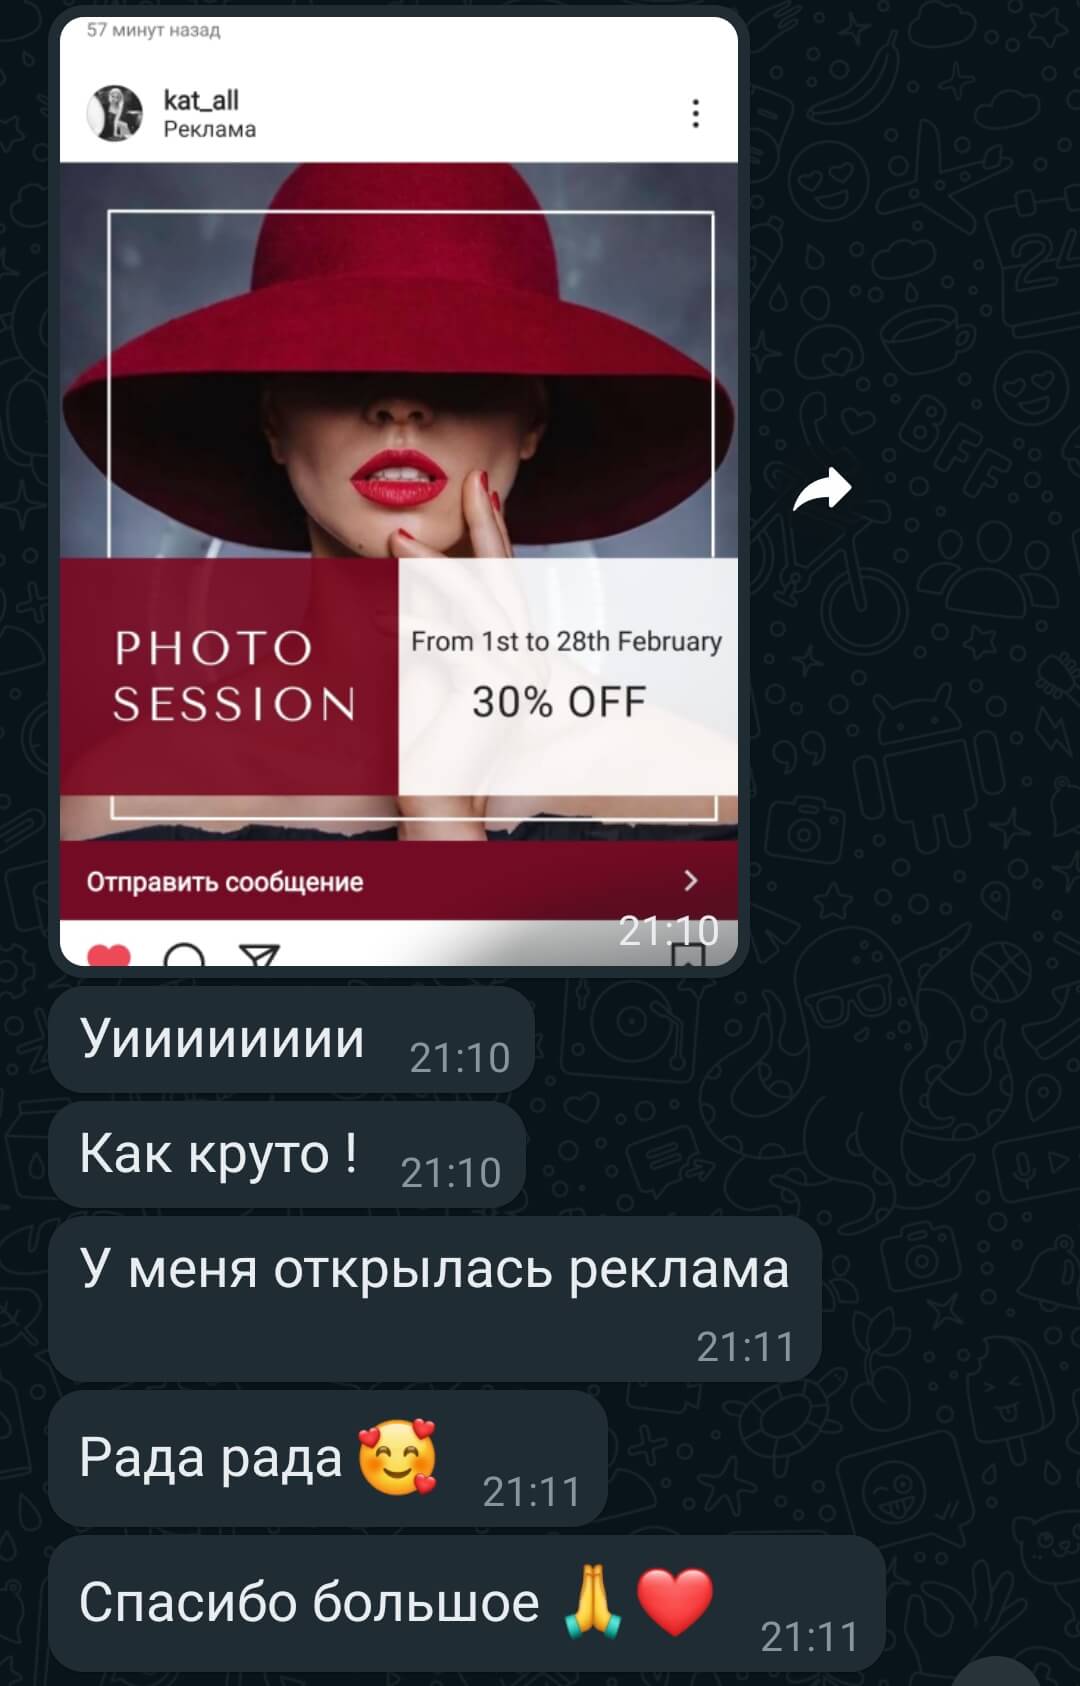 57 минут назад
kat_all
Реклама
PHOTO
SESSION
From 1st to 28th February
30% OFF
Отправить сообщение
21:10
Уиииииииии
21:10
Как круто !
21:10
У меня открылась реклама
21:11
Рада рада 🥰
21:11
Спасибо большое 🙏❤️
21:11